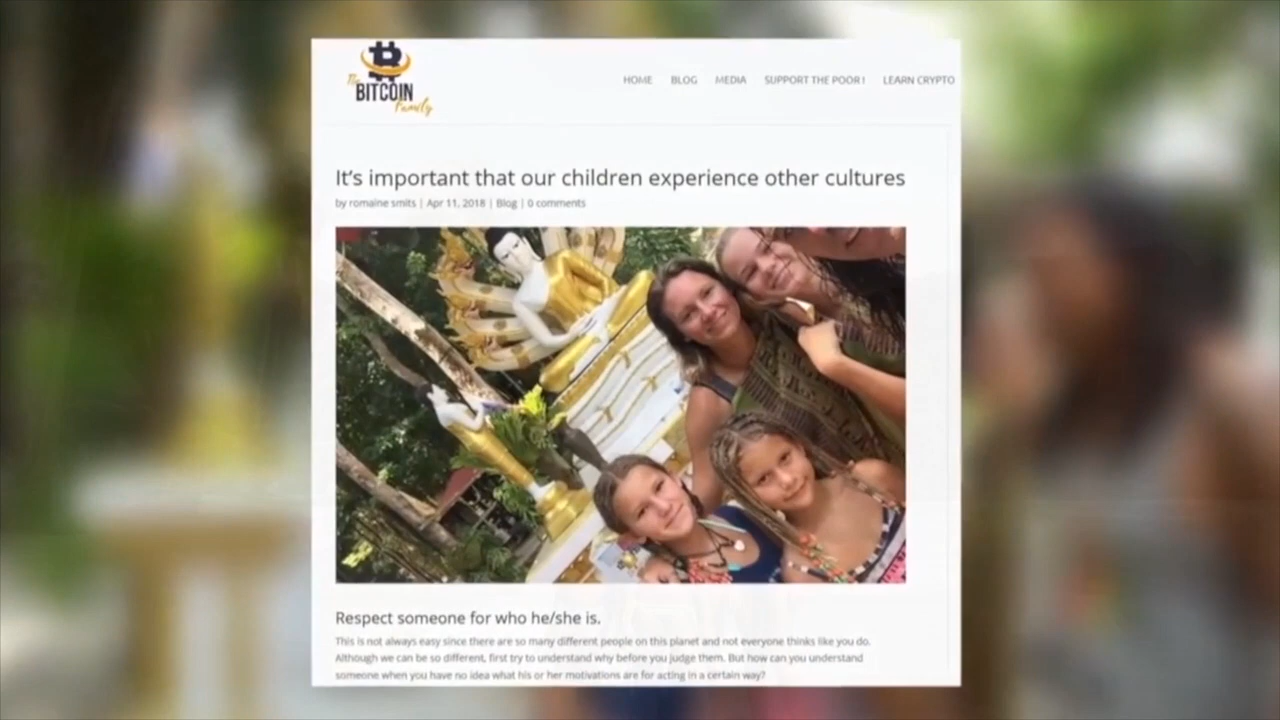 The
BITCOIN
Family
HOME BLOG MEDIA SUPPORT THE POOR ! LEARN CRYPTO
It's important that our children experience other cultures
by romaine smits | Apr 11, 2018 | Blog | 0 comments
Respect someone for who he/she is.
This is not always easy since there are so many different people on this planet and not everyone thinks like you do.
Although we can be so different, first try to understand why before you judge them. But how can you understand
someone when you have no idea what his or her motivations are for acting in a certain way?